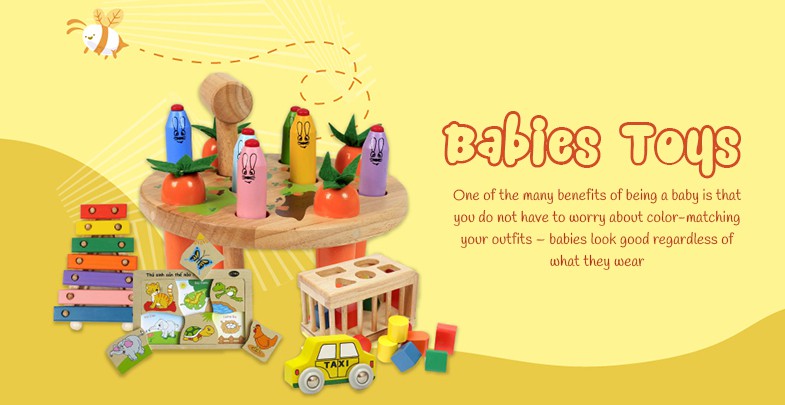 Babies Toys
One of the many benefits of being a baby is that
you do not have to worry about color-matching
your outfits – babies look good regardless of
what they wear
TAXI